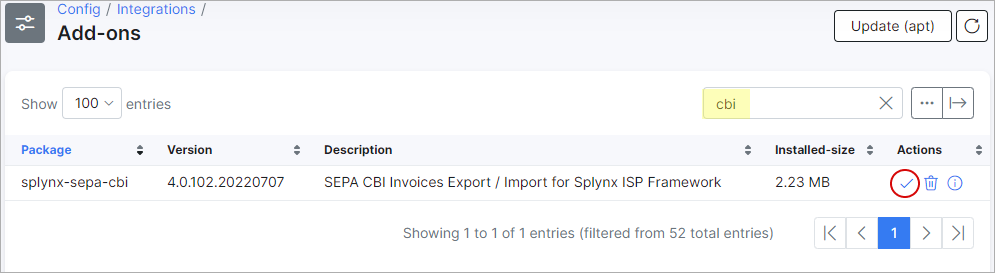 Config / Integrations /
Add-ons
Update (apt)
Show 100 entries
cbi
Package Version Description Installed-size Actions
splynx-sepa-cbi 4.0.102.20220707 SEPA CBI Invoices Export / Import for Splynx ISP Framework 2.23 MB
Showing 1 to 1 of 1 entries (filtered from 52 total entries) 1